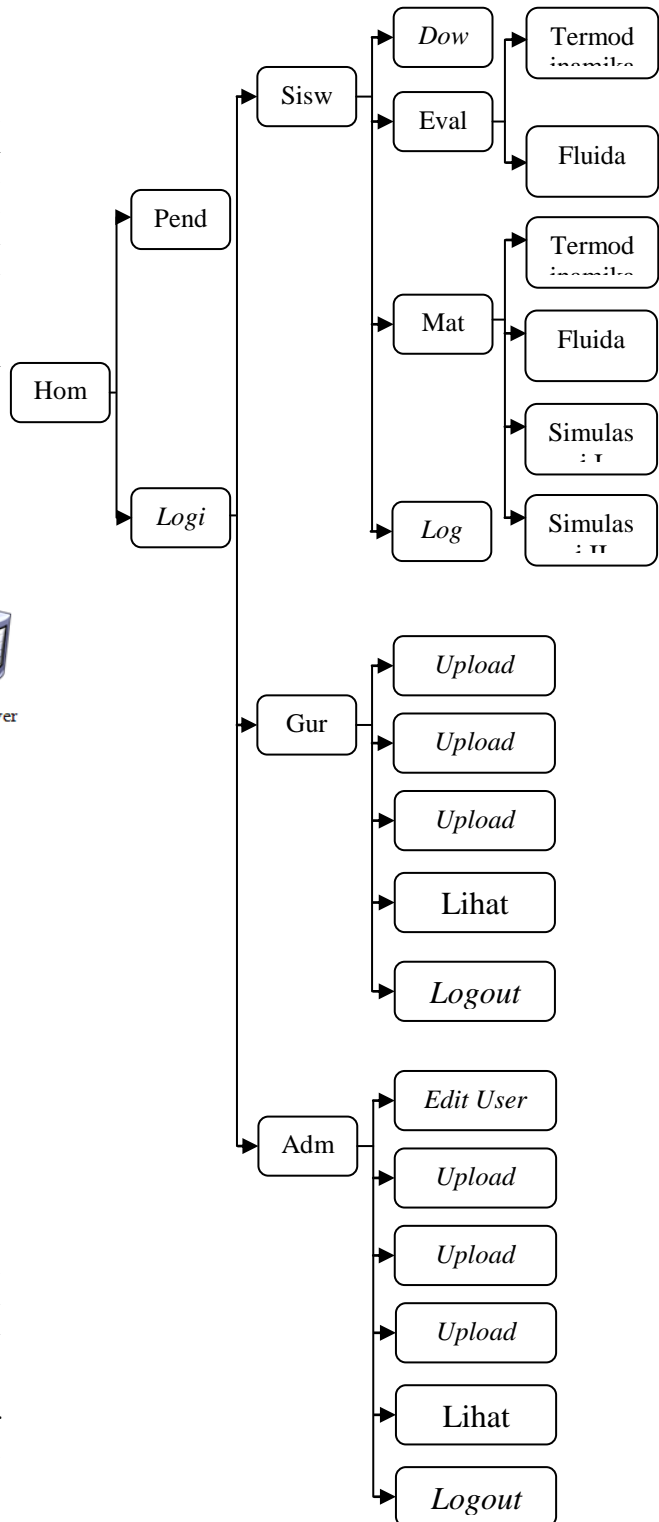 Hom
Pend
Logi
Sisw
Dow
Eval
Termod
Fluida
Mat
Termod
Fluida
Simulas
Simulas
Log
ver
Gur
Upload
Upload
Upload
Lihat
Logout
Adm
Edit User
Upload
Upload
Upload
Lihat
Logout